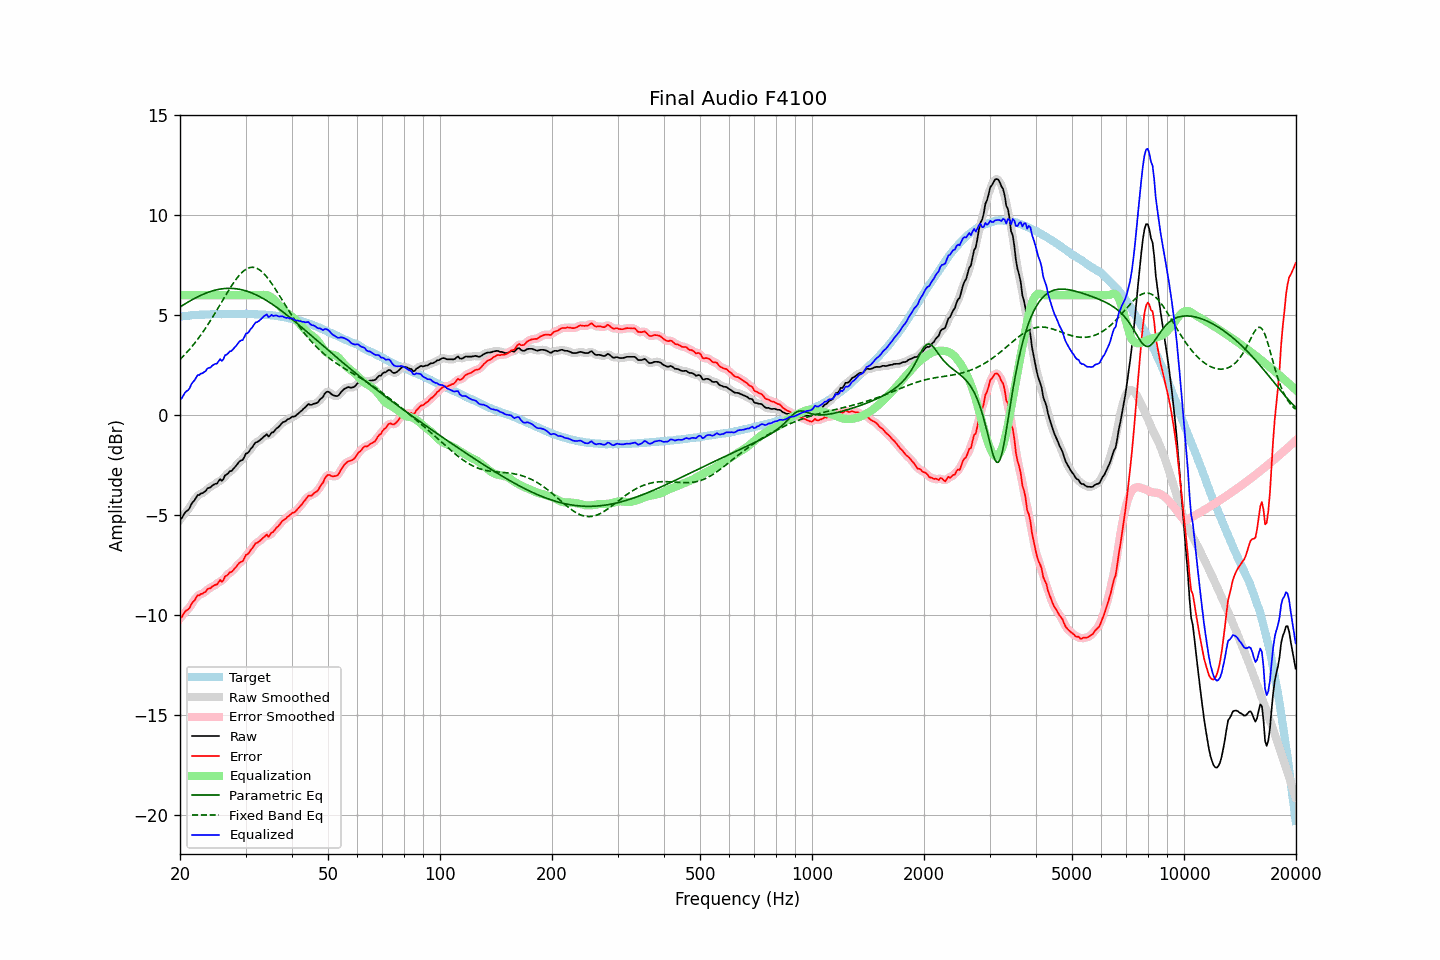 Final Audio F4100
15
10
5
0
−5
−10
−15
−20
Amplitude (dBr)
Target
Raw Smoothed
Error Smoothed
Raw
Error
Equalization
Parametric Eq
Fixed Band Eq
Equalized
20 50 100 200 500 1000 2000 5000 10000 20000
Frequency (Hz)